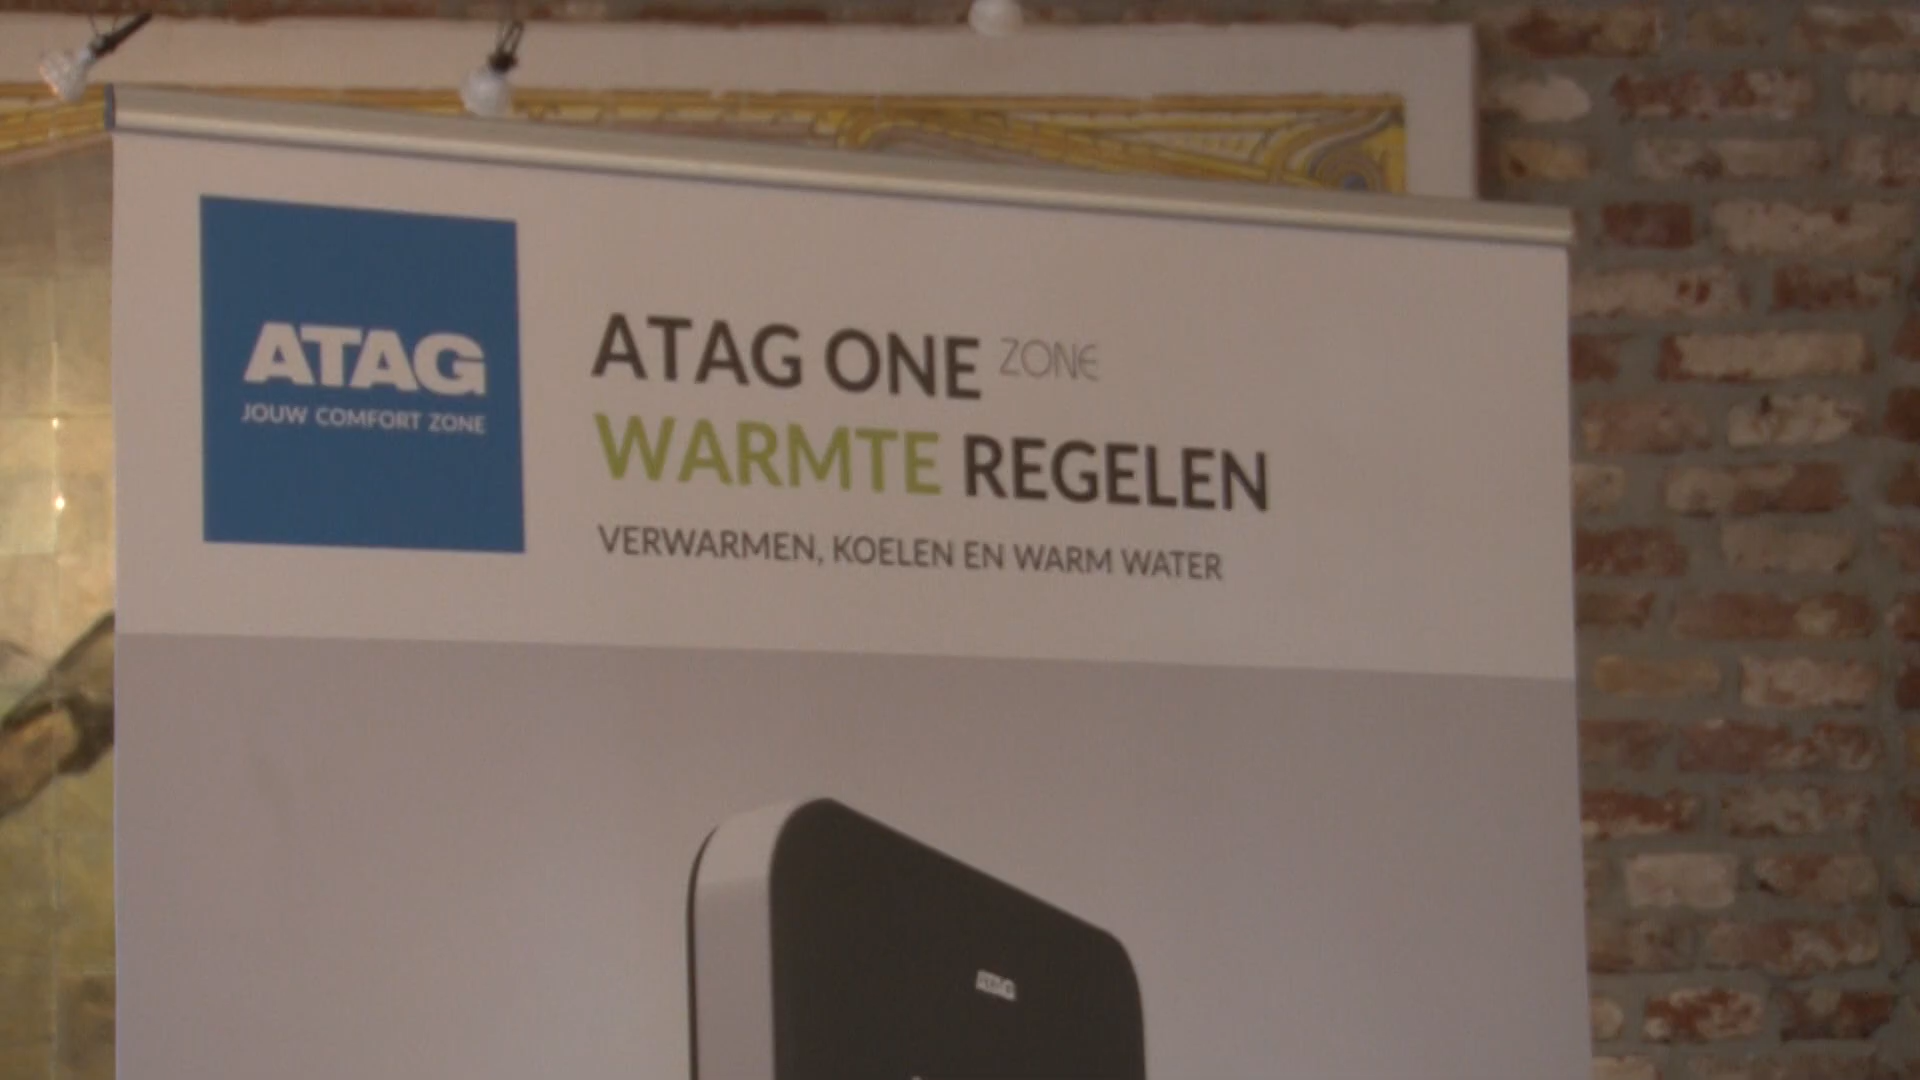 ATAG
JOUW COMFORT ZONE
ATAG ONE ZONE
WARMTE REGELEN
VERWARMEN, KOELEN EN WARM WATER
ATAG